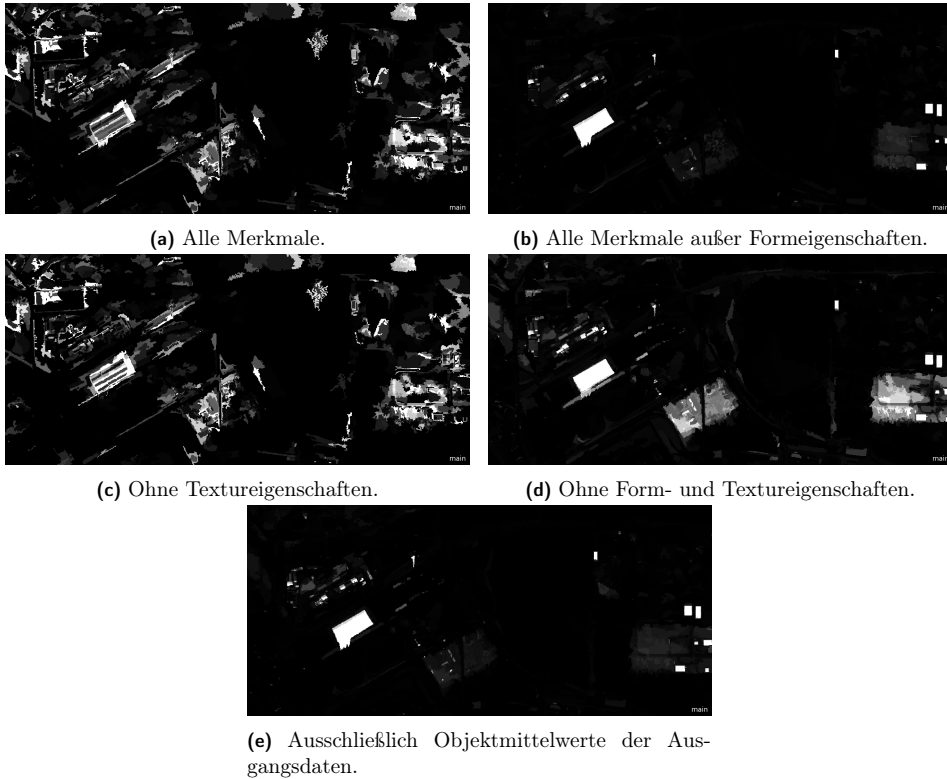 main
main
(a) Alle Merkmale.
(b) Alle Merkmale außer Formeigenschaften.
main
main
(c) Ohne Textureigenschaften.
(d) Ohne Form- und Textureigenschaften.
main
(e) Ausschließlich Objektmittelwerte der Aus-
gangsdaten.